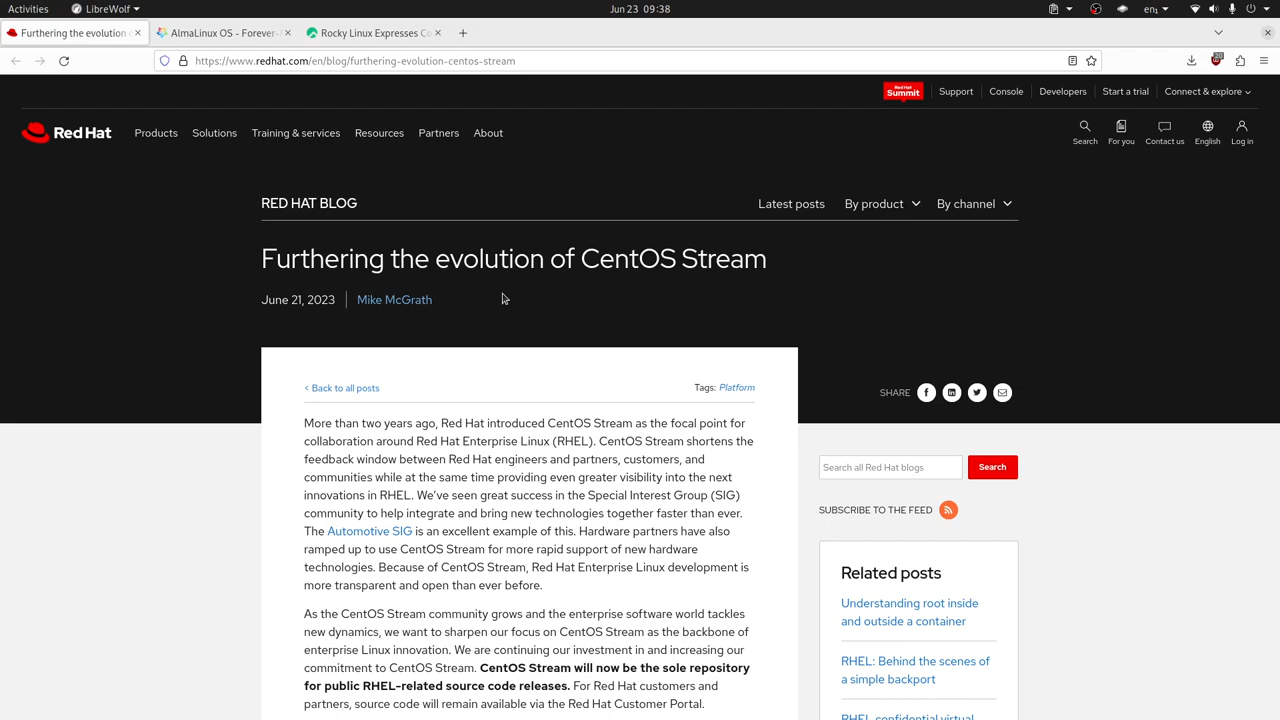 Activities
LibreWolf
Jun 23 09:38
en₁
Furthering the evolution
AlmaLinux OS - Forever-
Rocky Linux Expresses Co
https://www.redhat.com/en/blog/furthering-evolution-centos-stream
Red Hat
Summit
Support
Console
Developers
Start a trial
Connect & explore
Red Hat
Products
Solutions
Training & services
Resources
Partners
About
Search
For you
Contact us
English
Log in
RED HAT BLOG
Latest posts
By product
By channel
Furthering the evolution of CentOS Stream
June 21, 2023
Mike McGrath
< Back to all posts
Tags: Platform
SHARE
More than two years ago, Red Hat introduced CentOS Stream as the focal point for
collaboration around Red Hat Enterprise Linux (RHEL). CentOS Stream shortens the
feedback window between Red Hat engineers and partners, customers, and
communities while at the same time providing even greater visibility into the next
innovations in RHEL. We've seen great success in the Special Interest Group (SIG)
community to help integrate and bring new technologies together faster than ever.
The Automotive SIG is an excellent example of this. Hardware partners have also
ramped up to use CentOS Stream for more rapid support of new hardware
technologies. Because of CentOS Stream, Red Hat Enterprise Linux development is
more transparent and open than ever before.
As the CentOS Stream community grows and the enterprise software world tackles
new dynamics, we want to sharpen our focus on CentOS Stream as the backbone of
enterprise Linux innovation. We are continuing our investment in and increasing our
commitment to CentOS Stream. CentOS Stream will now be the sole repository
for public RHEL-related source code releases. For Red Hat customers and
partners, source code will remain available via the Red Hat Customer Portal.
Search all Red Hat blogs
Search
SUBSCRIBE TO THE FEED
Related posts
Understanding root inside
and outside a container
RHEL: Behind the scenes of
a simple backport
RHEL confidential virtual